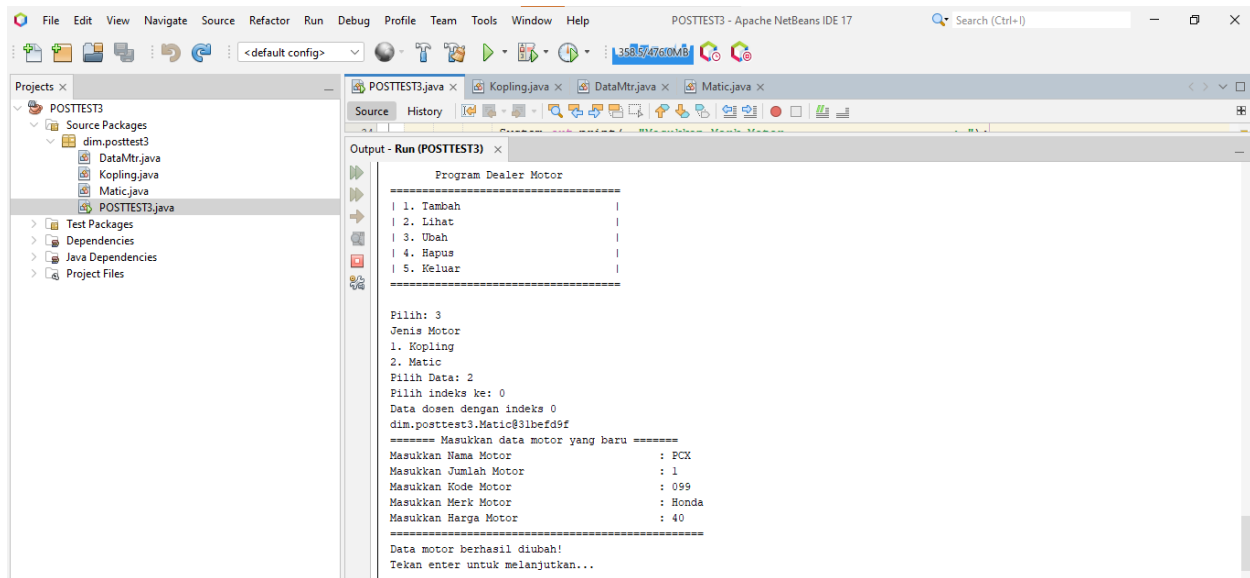 File Edit View Navigate Source Refactor Run Debug Profile Team Tools Window Help POSTTEST3 - Apache NetBeans IDE 17 Search (Ctrl+I)
<default config> 358.5/476.0MB
Projects
POSTTEST3
Source Packages
dim.posttest3
DataMtr.java
Kopling.java
Matic.java
POSTTEST3.java
Test Packages
Dependencies
Java Dependencies
Project Files
POSTTEST3.java Kopling.java DataMtr.java Matic.java
Source History
Output - Run (POSTTEST3)
Program Dealer Motor
====================================
| 1. Tambah |
| 2. Lihat |
| 3. Ubah |
| 4. Hapus |
| 5. Keluar |
====================================
Pilih: 3
Jenis Motor
1. Kopling
2. Matic
Pilih Data: 2
Pilih indeks ke: 0
Data dosen dengan indeks 0
dim.posttest3.Matic@31befd9f
======= Masukkan data motor yang baru =======
Masukkan Nama Motor : PCX
Masukkan Jumlah Motor : 1
Masukkan Kode Motor : 099
Masukkan Merk Motor : Honda
Masukkan Harga Motor : 40
=================================================
Data motor berhasil diubah!
Tekan enter untuk melanjutkan...